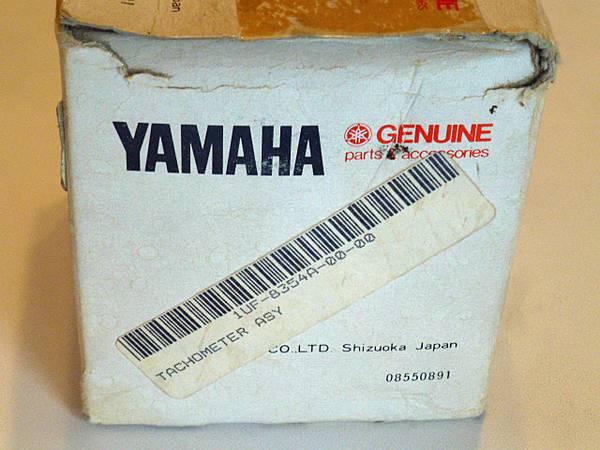 YAMAHA
GENUINE
parts & accessories
1UF-8354A-00-00
TACHOMETER ASY
CO.,LTD. Shizuoka Japan
08550891